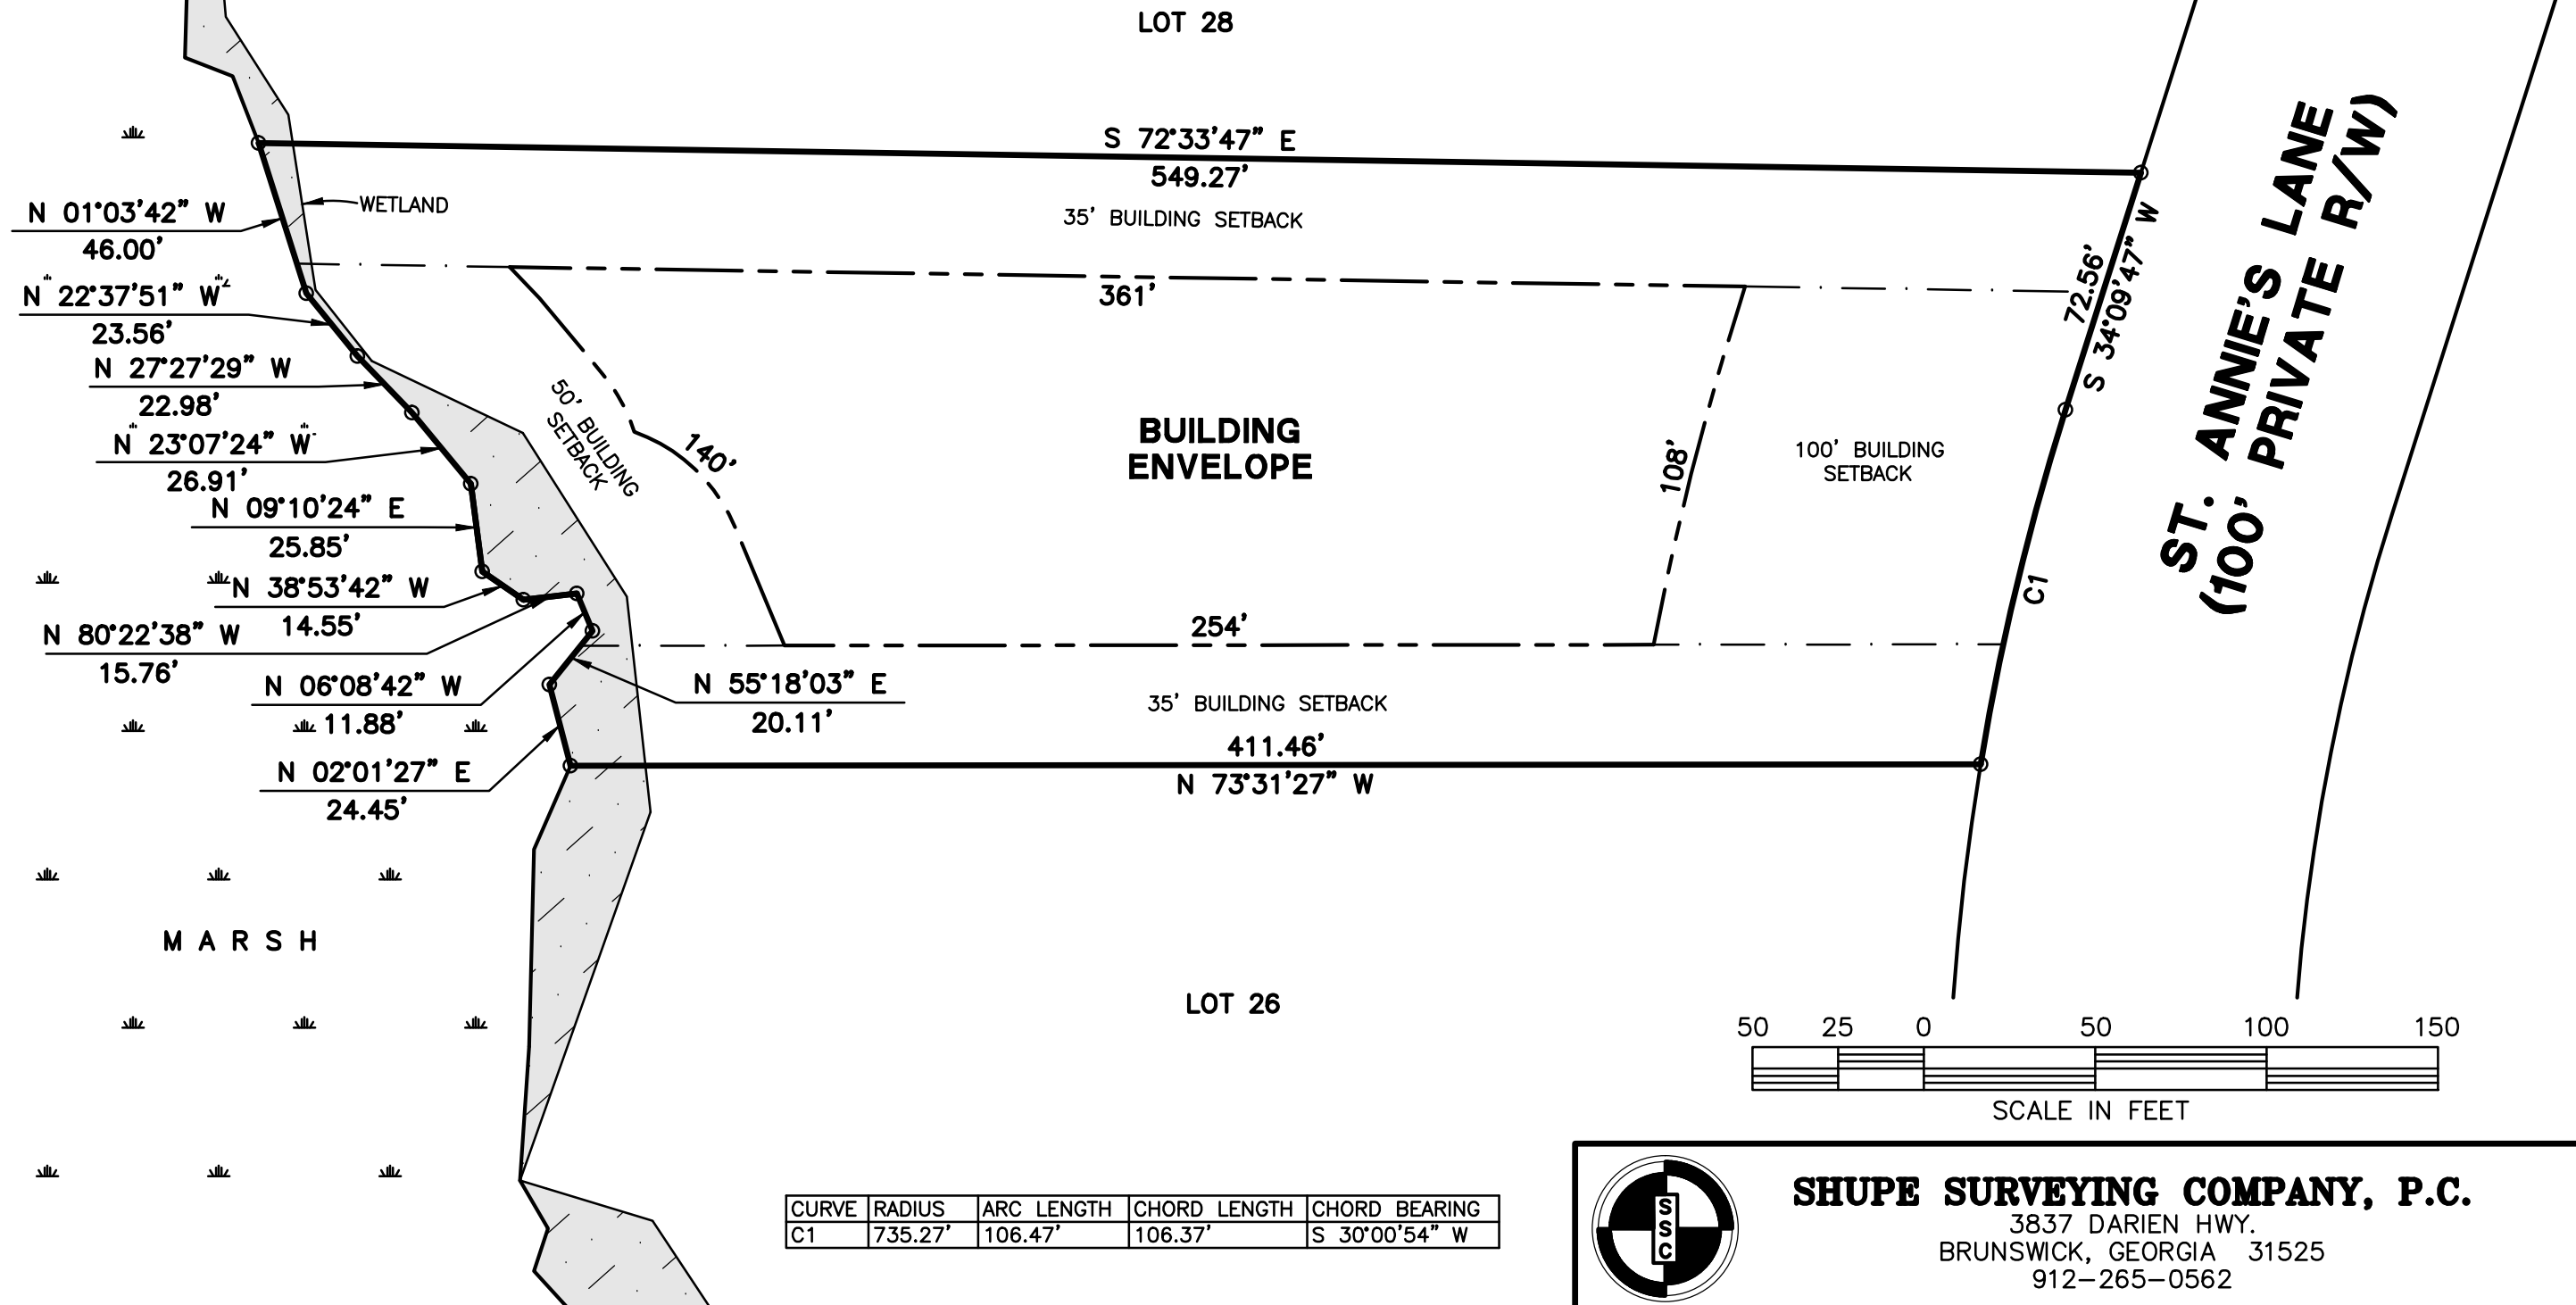 LOT 28
S 72°33'47" E
549.27'
35' BUILDING SETBACK
WETLAND
N 01°03'42" W
46.00'
N 22°37'51" W
23.56'
N 27°27'29" W
22.98'
N 23°07'24" W
26.91'
N 09°10'24" E
25.85'
N 38°53'42" W
14.55'
N 80°22'38" W
15.76'
N 06°08'42" W
11.88'
N 02°01'27" E
24.45'
N 55°18'03" E
20.11'
361'
50' BUILDING
SETBACK
140'
BUILDING
ENVELOPE
108'
100' BUILDING
SETBACK
254'
35' BUILDING SETBACK
411.46'
N 73°31'27" W
72.56'
S 34°09'47" W
C1
ST. ANNIE'S LANE
(100' PRIVATE R/W)
MARSH
LOT 26
50 25 0 50 100 150
SCALE IN FEET
CURVE RADIUS ARC LENGTH CHORD LENGTH CHORD BEARING
C1 735.27' 106.47' 106.37' S 30°00'54" W
SSC
SHUPE SURVEYING COMPANY, P.C.
3837 DARIEN HWY.
BRUNSWICK, GEORGIA 31525
912-265-0562